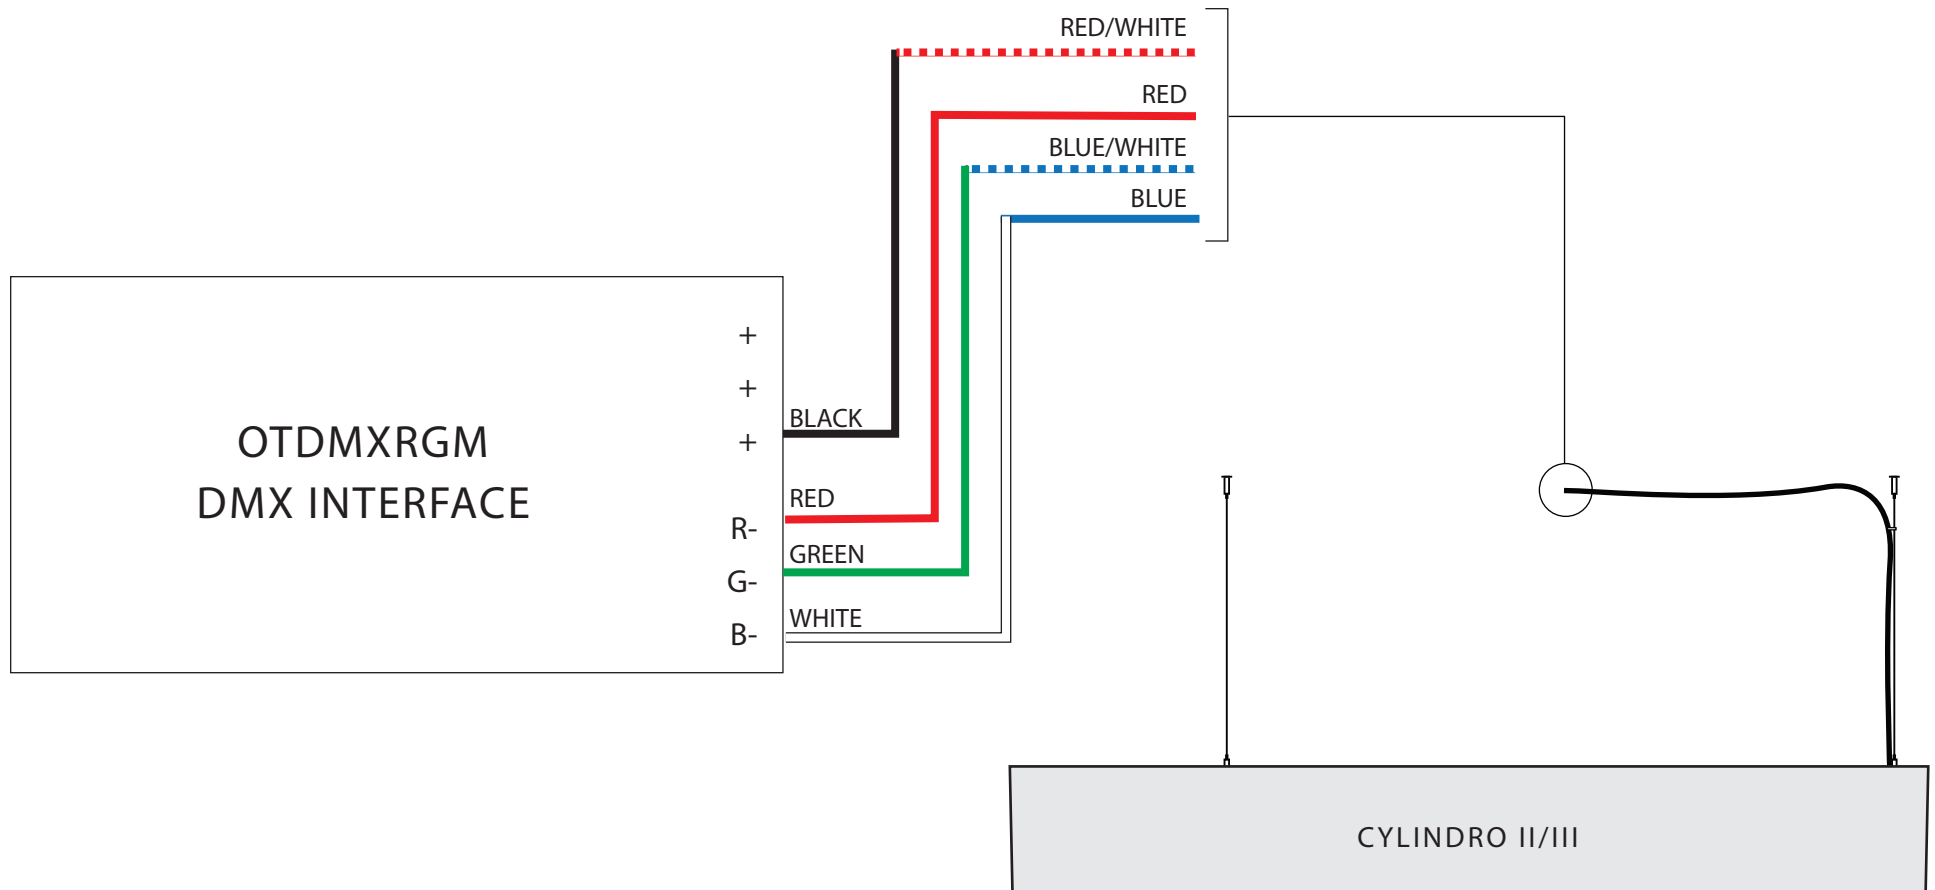 RED/WHITE
RED
BLUE/WHITE
BLUE
+
+
BLACK
+
OTDMXRGM
DMX INTERFACE
RED
R-
GREEN
G-
WHITE
B-
CYLINDRO II/III